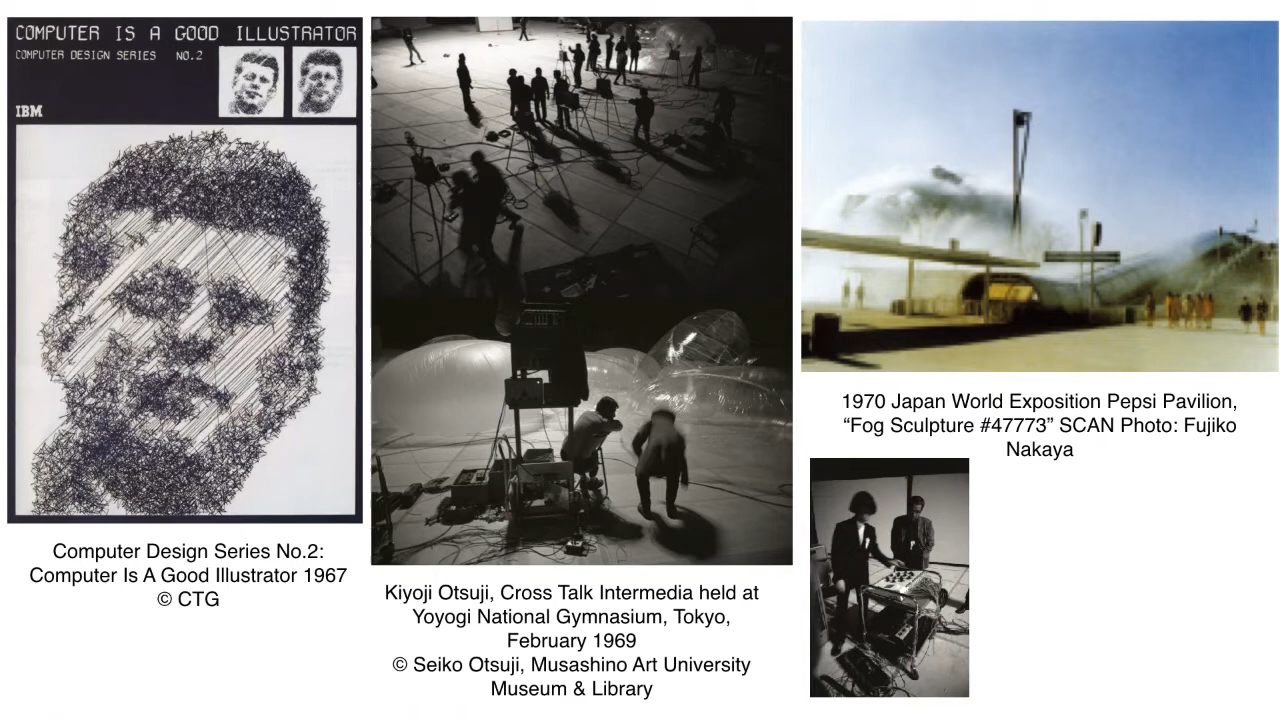 COMPUTER IS A GOOD ILLUSTRATOR
COMPUTER DESIGN SERIES NO.2
IBM
Computer Design Series No.2:
Computer Is A Good Illustrator 1967
© CTG
Kiyoji Otsuji, Cross Talk Intermedia held at
Yoyogi National Gymnasium, Tokyo,
February 1969
© Seiko Otsuji, Musashino Art University
Museum & Library
1970 Japan World Exposition Pepsi Pavilion,
“Fog Sculpture #47773” SCAN Photo: Fujiko
Nakaya